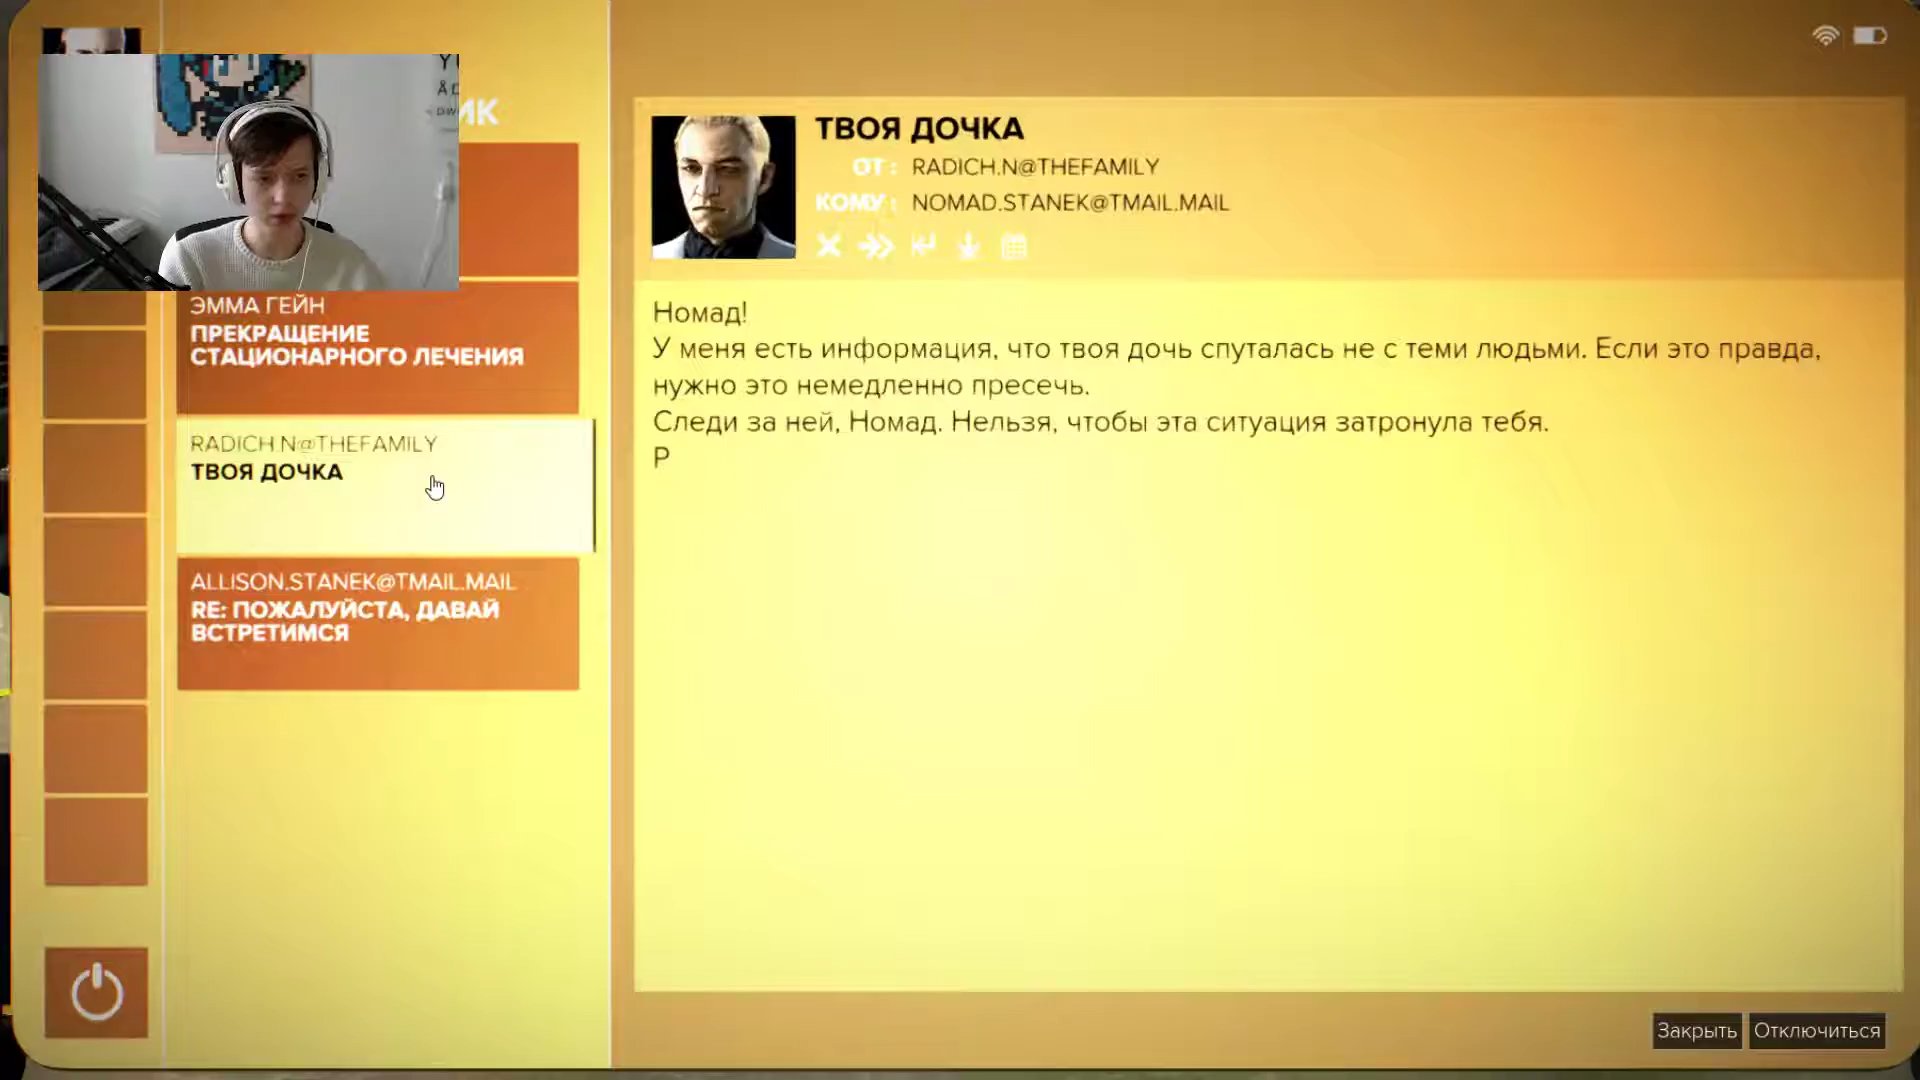 ИК
ЭММА ГЕЙН
ПРЕКРАЩЕНИЕ
СТАЦИОНАРНОГО ЛЕЧЕНИЯ
RADICH.N@THEFAMILY
ТВОЯ ДОЧКА
ALLISON.STANEK@TMAIL.MAIL
RE: ПОЖАЛУЙСТА, ДАВАЙ
ВСТРЕТИМСЯ
ТВОЯ ДОЧКА
ОТ: RADICH.N@THEFAMILY
КОМУ: NOMAD.STANEK@TMAIL.MAIL
Номад!
У меня есть информация, что твоя дочь спуталась не с теми людьми. Если это правда,
нужно это немедленно пресечь.
Следи за ней, Номад. Нельзя, чтобы эта ситуация затронула тебя.
Р
Закрыть
Отключиться